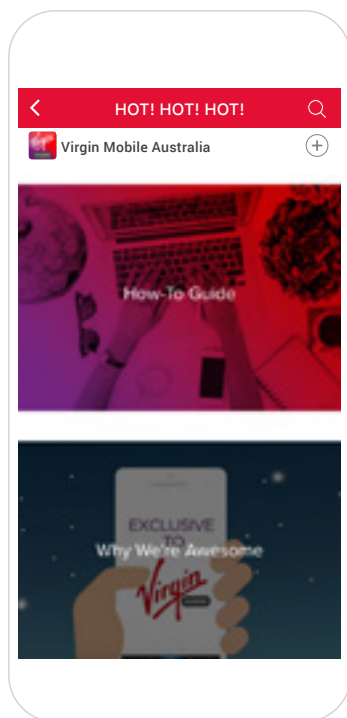 HOT! HOT! HOT!
Virgin Mobile Australia
How-To Guide
EXCLUSIVE
TO
Why We're Awesome
Virgin